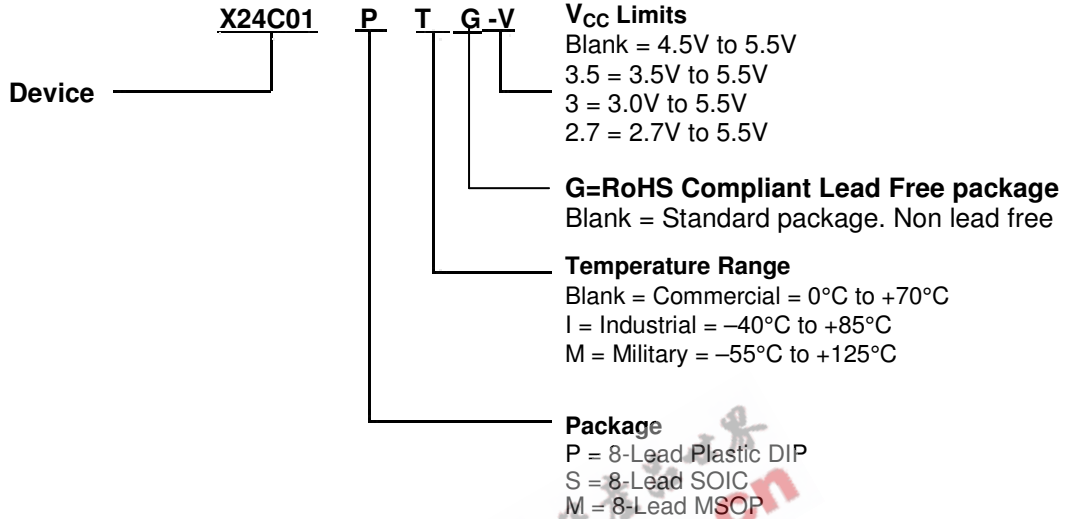 X24C01 P T G -V
Device
VCC Limits
Blank = 4.5V to 5.5V
3.5 = 3.5V to 5.5V
3 = 3.0V to 5.5V
2.7 = 2.7V to 5.5V
G=RoHS Compliant Lead Free package
Blank = Standard package. Non lead free
Temperature Range
Blank = Commercial = 0°C to +70°C
I = Industrial = –40°C to +85°C
M = Military = –55°C to +125°C
Package
P = 8-Lead Plastic DIP
S = 8-Lead SOIC
M = 8-Lead MSOP